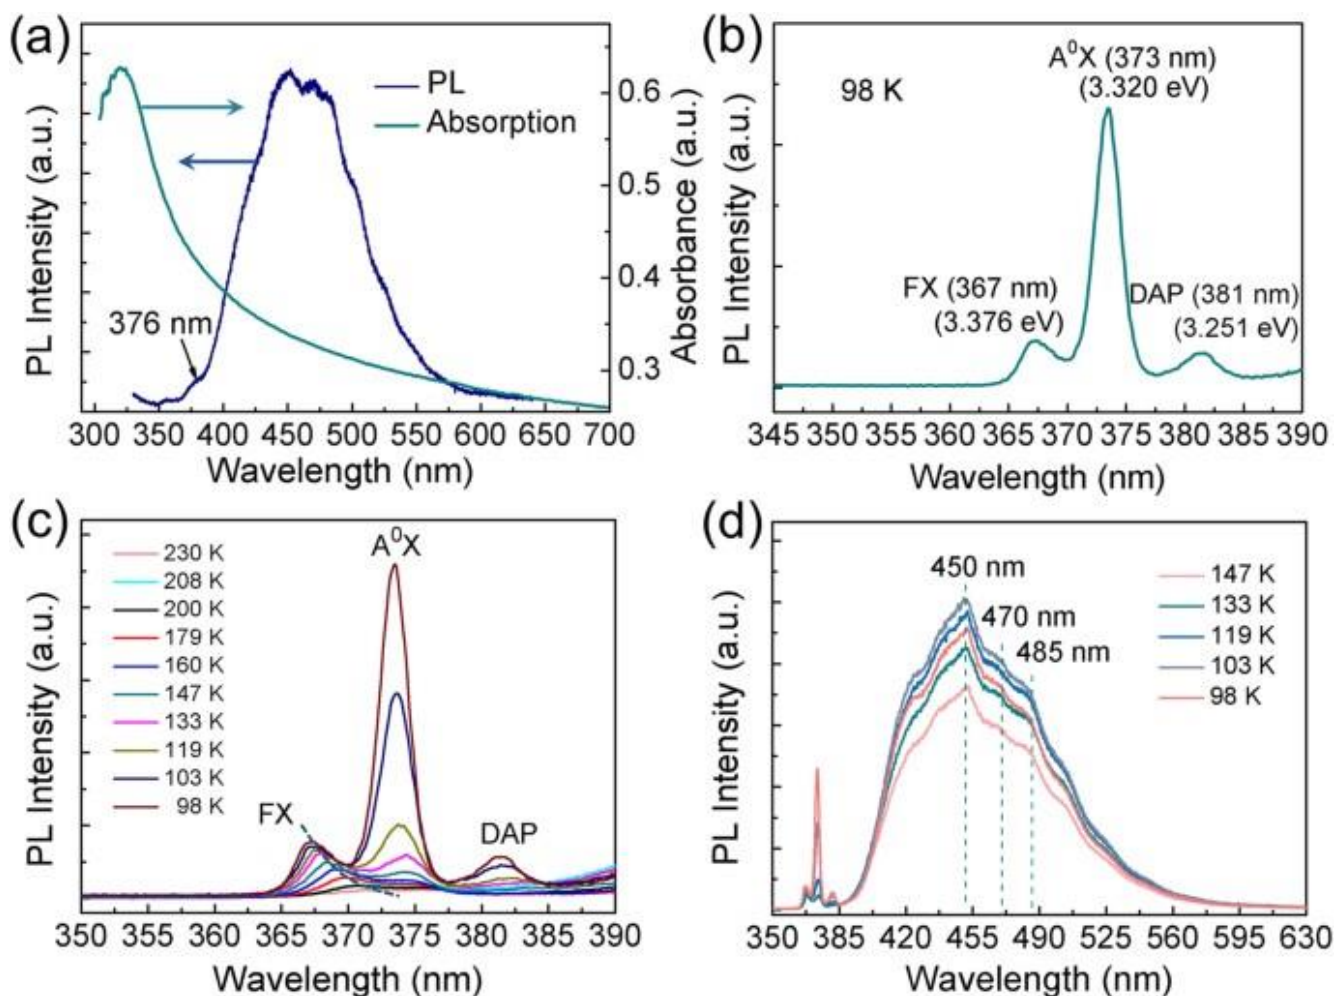 (a)
PL
Absorption
376 nm
PL Intensity (a.u.)
Absorbance (a.u.)
0.6
0.5
0.4
0.3
300 350 400 450 500 550 600 650 700
Wavelength (nm)
(b)
98 K
A⁰X (373 nm)
(3.320 eV)
FX (367 nm)
(3.376 eV)
DAP (381 nm)
(3.251 eV)
PL Intensity (a.u.)
345 350 355 360 365 370 375 380 385 390
Wavelength (nm)
(c)
230 K
208 K
200 K
179 K
160 K
147 K
133 K
119 K
103 K
98 K
A⁰X
FX
DAP
PL Intensity (a.u.)
350 355 360 365 370 375 380 385 390
Wavelength (nm)
(d)
450 nm
470 nm
485 nm
147 K
133 K
119 K
103 K
98 K
PL Intensity (a.u.)
350 385 420 455 490 525 560 595 630
Wavelength (nm)